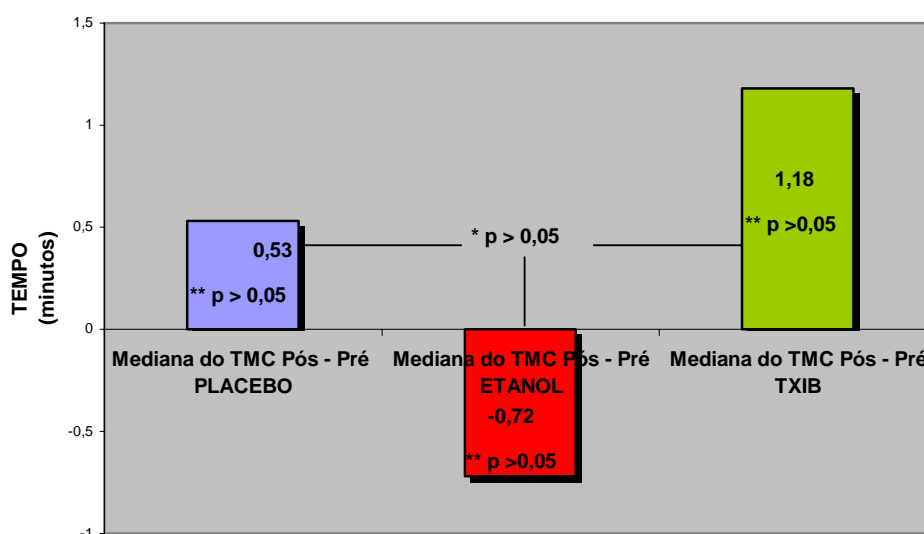 1,5
1
0,5
0
-0,5
-1
TEMPO
(minutos)
1,18
** p >0,05
* p > 0,05
0,53
** p > 0,05
Mediana do TMC Pós - Pré
PLACEBO
Mediana do TMC Pós - Pré
ETANOL
Mediana do TMC Pós - Pré
TXIB
-0,72
** p >0,05